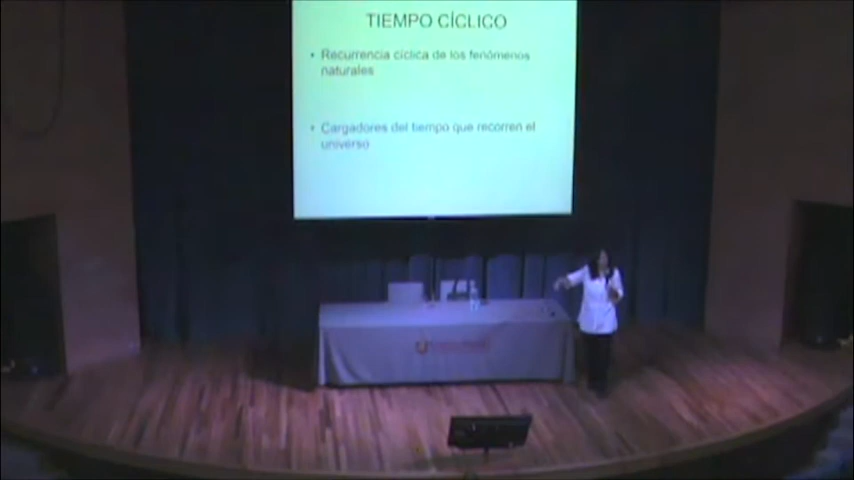 TIEMPO CÍCLICO
• Recurrencia cíclica de los fenómenos
naturales
• Cargadores del tiempo que recorren el
universo